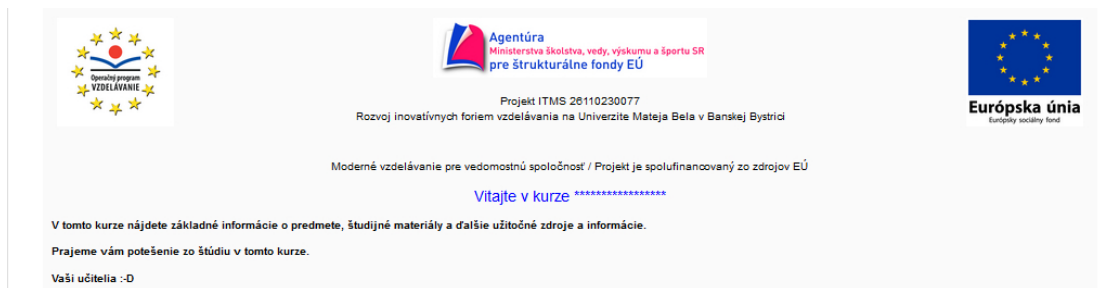 Operačný program
VZDELÁVANIE
Agentúra
Ministerstva školstva, vedy, výskumu a športu SR
pre štrukturálne fondy EÚ
Európska únia
Európsky sociálny fond
Projekt ITMS 26110230077
Rozvoj inovatívnych foriem vzdelávania na Univerzite Mateja Bela v Banskej Bystrici
Moderné vzdelávanie pre vedomostnú spoločnosť / Projekt je spolufinancovaný zo zdrojov EÚ
Vitajte v kurze *****************
V tomto kurze nájdete základné informácie o predmete, študijné materiály a ďalšie užitočné zdroje a informácie.
Prajeme vám potešenie zo štúdiu v tomto kurze.
Vaši učitelia :-D